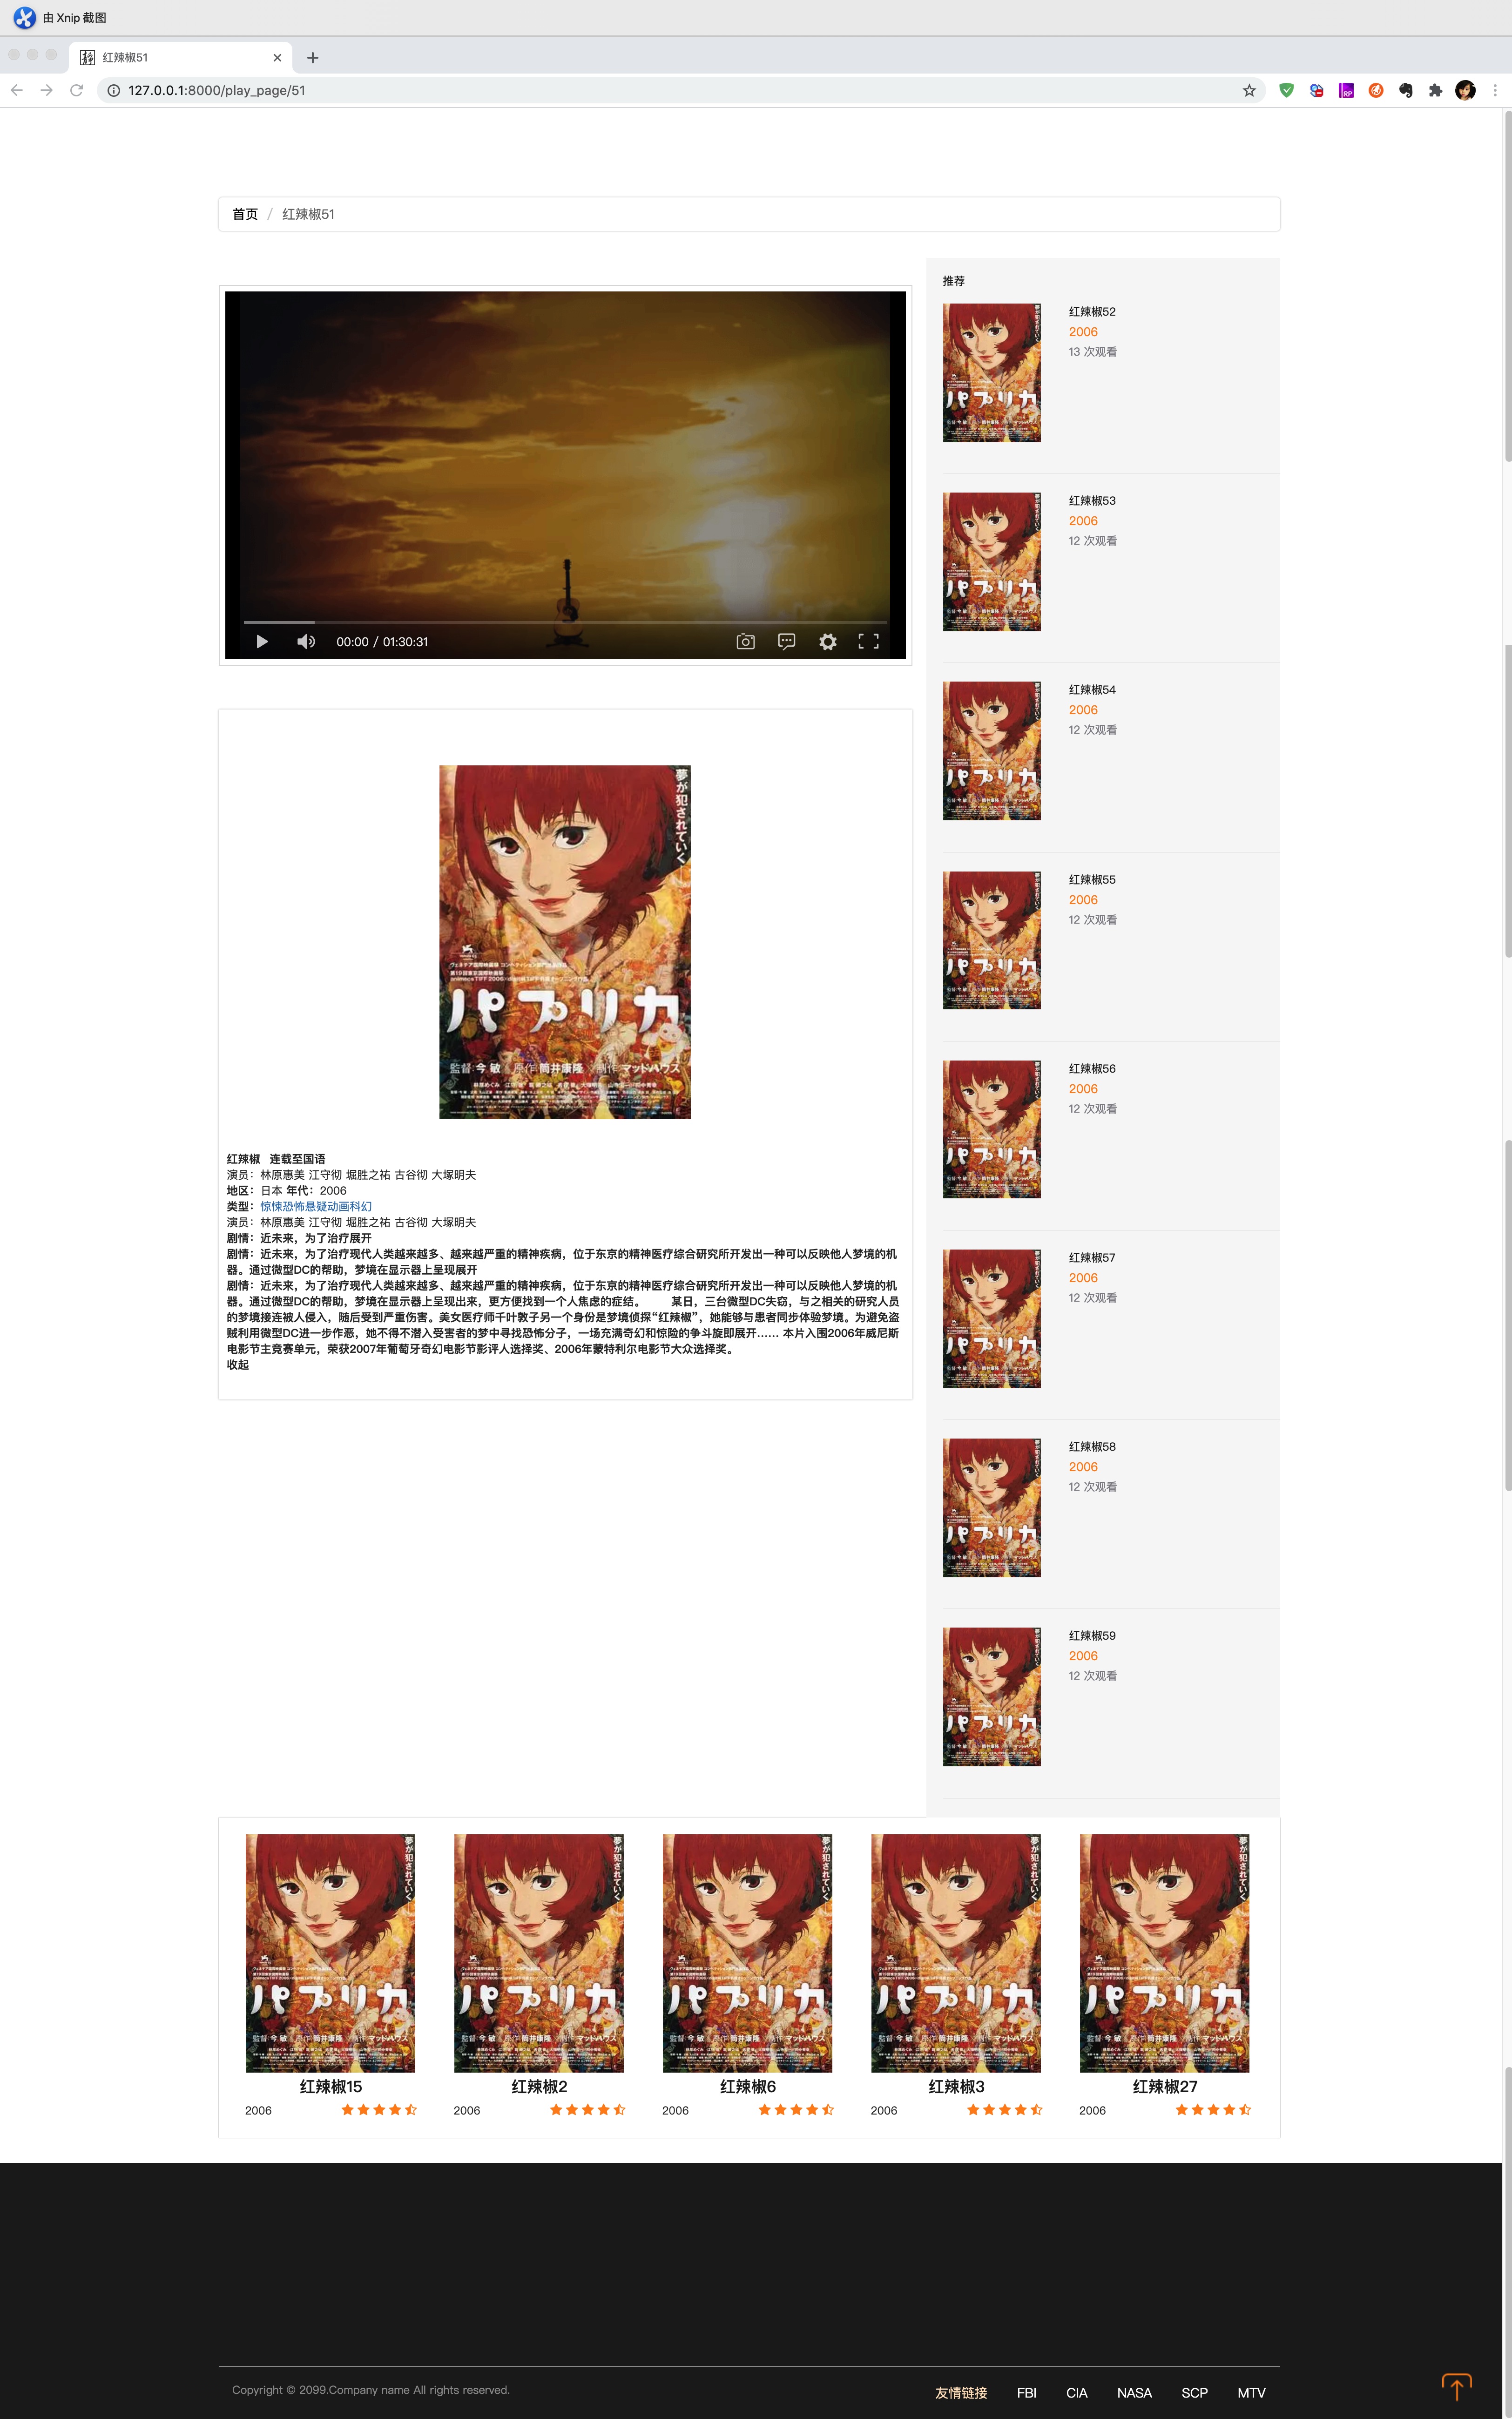 由 Xnip 截图
红辣椒51
127.0.0.1:8000/play_page/51
首页 / 红辣椒51
00:00 / 01:30:31
夢が犯されていく
パプリカ
監督:今 敏 原作:筒井康隆 制作:マッドハウス
红辣椒 连载至国语
演员：林原惠美 江守彻 堀胜之祐 古谷彻 大塚明夫
地区：日本 年代：2006
类型：惊悚恐怖悬疑动画科幻
演员：林原惠美 江守彻 堀胜之祐 古谷彻 大塚明夫
剧情：近未来，为了治疗展开
剧情：近未来，为了治疗现代人类越来越多、越来越严重的精神疾病，位于东京的精神医疗综合研究所开发出一种可以反映他人梦境的机
器。通过微型DC的帮助，梦境在显示器上呈现展开
剧情：近未来，为了治疗现代人类越来越多、越来越严重的精神疾病，位于东京的精神医疗综合研究所开发出一种可以反映他人梦境的机
器。通过微型DC的帮助，梦境在显示器上呈现出来，更方便找到一个人焦虑的症结。 某日，三台微型DC失窃，与之相关的研究人员
的梦境接连被人侵入，随后受到严重伤害。美女医疗师千叶敦子另一个身份是梦境侦探“红辣椒”，她能够与患者同步体验梦境。为避免盗
贼利用微型DC进一步作恶，她不得不潜入受害者的梦中寻找恐怖分子，一场充满奇幻和惊险的争斗旋即展开…… 本片入围2006年威尼斯
电影节主竞赛单元，荣获2007年葡萄牙奇幻电影节影评人选择奖、2006年蒙特利尔电影节大众选择奖。
收起
推荐
红辣椒52
2006
13 次观看
红辣椒53
2006
12 次观看
红辣椒54
2006
12 次观看
红辣椒55
2006
12 次观看
红辣椒56
2006
12 次观看
红辣椒57
2006
12 次观看
红辣椒58
2006
12 次观看
红辣椒59
2006
12 次观看
红辣椒15
2006
红辣椒2
2006
红辣椒6
2006
红辣椒3
2006
红辣椒27
2006
Copyright © 2099.Company name All rights reserved.
友情链接 FBI CIA NASA SCP MTV